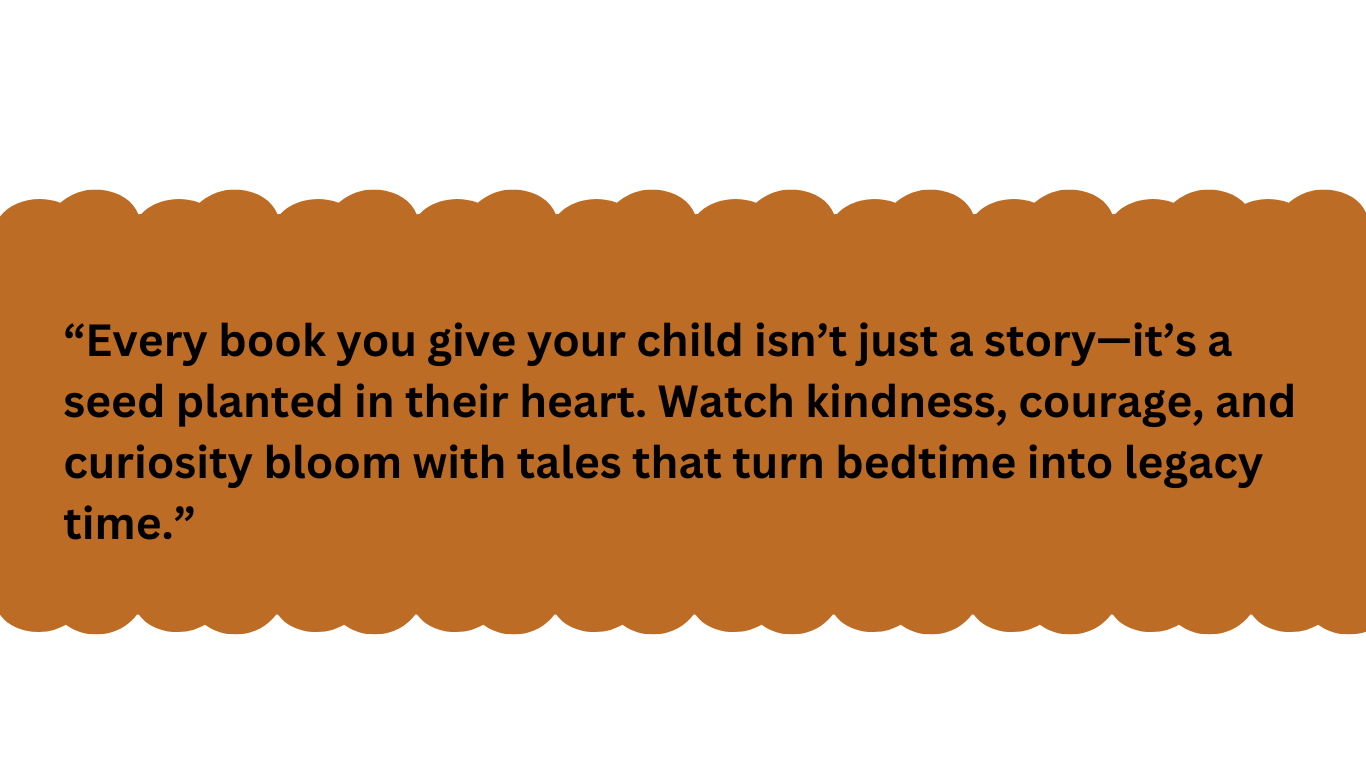 “Every book you give your child isn’t just a story—it’s a
seed planted in their heart. Watch kindness, courage, and
curiosity bloom with tales that turn bedtime into legacy
time.”